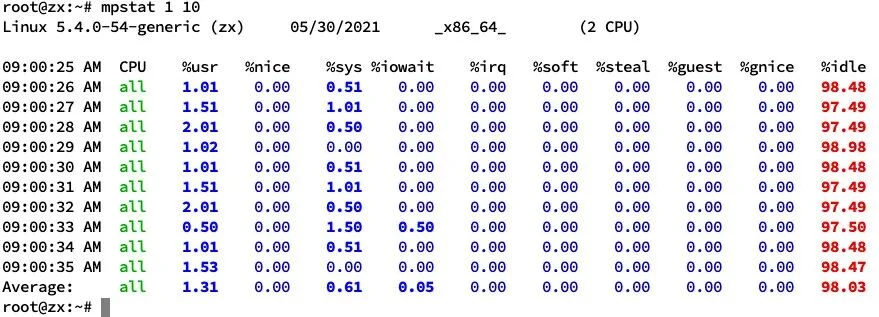 root@zx:~# mpstat 1 10
Linux 5.4.0-54-generic (zx) 05/30/2021 _x86_64_ (2 CPU)
09:00:25 AM CPU %usr %nice %sys %iowait %irq %soft %steal %guest %gnice %idle
09:00:26 AM all 1.01 0.00 0.51 0.00 0.00 0.00 0.00 0.00 0.00 98.48
09:00:27 AM all 1.51 0.00 1.01 0.00 0.00 0.00 0.00 0.00 0.00 97.49
09:00:28 AM all 2.01 0.00 0.50 0.00 0.00 0.00 0.00 0.00 0.00 97.49
09:00:29 AM all 1.02 0.00 0.00 0.00 0.00 0.00 0.00 0.00 0.00 98.98
09:00:30 AM all 1.01 0.00 0.51 0.00 0.00 0.00 0.00 0.00 0.00 98.48
09:00:31 AM all 1.51 0.00 1.01 0.00 0.00 0.00 0.00 0.00 0.00 97.49
09:00:32 AM all 2.01 0.00 0.50 0.00 0.00 0.00 0.00 0.00 0.00 97.49
09:00:33 AM all 0.50 0.00 1.50 0.50 0.00 0.00 0.00 0.00 0.00 97.50
09:00:34 AM all 1.01 0.00 0.51 0.00 0.00 0.00 0.00 0.00 0.00 98.48
09:00:35 AM all 1.53 0.00 0.00 0.00 0.00 0.00 0.00 0.00 0.00 98.47
Average: all 1.31 0.00 0.61 0.05 0.00 0.00 0.00 0.00 0.00 98.03
root@zx:~#